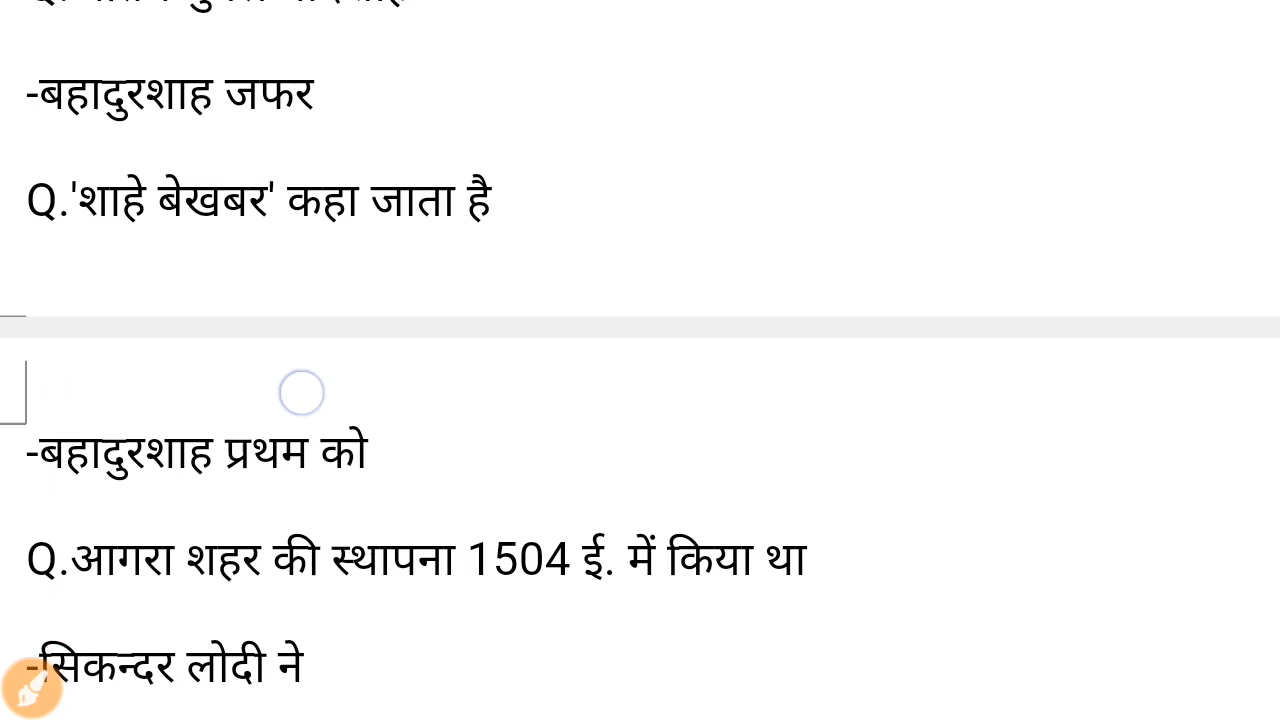 -बहादुरशाह जफर
Q.'शाहे बेखबर' कहा जाता है
-बहादुरशाह प्रथम को
Q.आगरा शहर की स्थापना 1504 ई. में किया था
-सिकन्दर लोदी ने